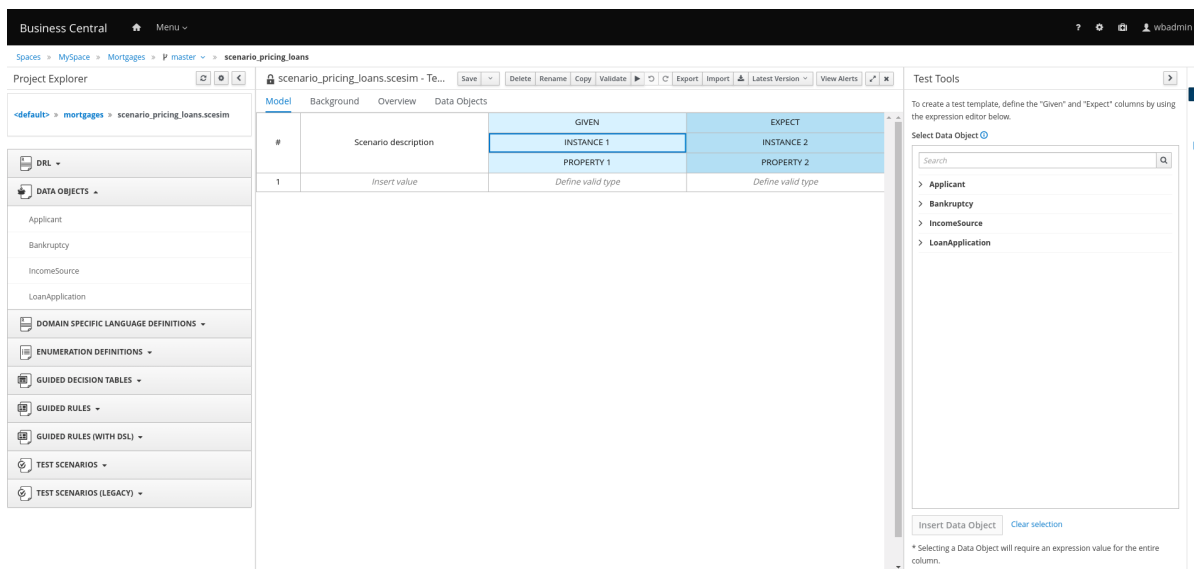 Business Central Menu ? wbadmin
Spaces » MySpace » Mortgages » master » scenario_pricing_loans
Project Explorer
<default> » mortgages » scenario_pricing_loans.scesim
DRL
DATA OBJECTS
Applicant
Bankruptcy
IncomeSource
LoanApplication
DOMAIN SPECIFIC LANGUAGE DEFINITIONS
ENUMERATION DEFINITIONS
GUIDED DECISION TABLES
GUIDED RULES
GUIDED RULES (WITH DSL)
TEST SCENARIOS
TEST SCENARIOS (LEGACY)
scenario_pricing_loans.scesim - Te... Save Delete Rename Copy Validate Export Import Latest Version View Alerts
Model Background Overview Data Objects
# Scenario description GIVEN EXPECT
INSTANCE 1 INSTANCE 2
PROPERTY 1 PROPERTY 2
1 Insert value Define valid type Define valid type
Test Tools
To create a test template, define the "Given" and "Expect" columns by using
the expression editor below.
Select Data Object
Search
> Applicant
> Bankruptcy
> IncomeSource
> LoanApplication
Insert Data Object Clear selection
* Selecting a Data Object will require an expression value for the entire
column.